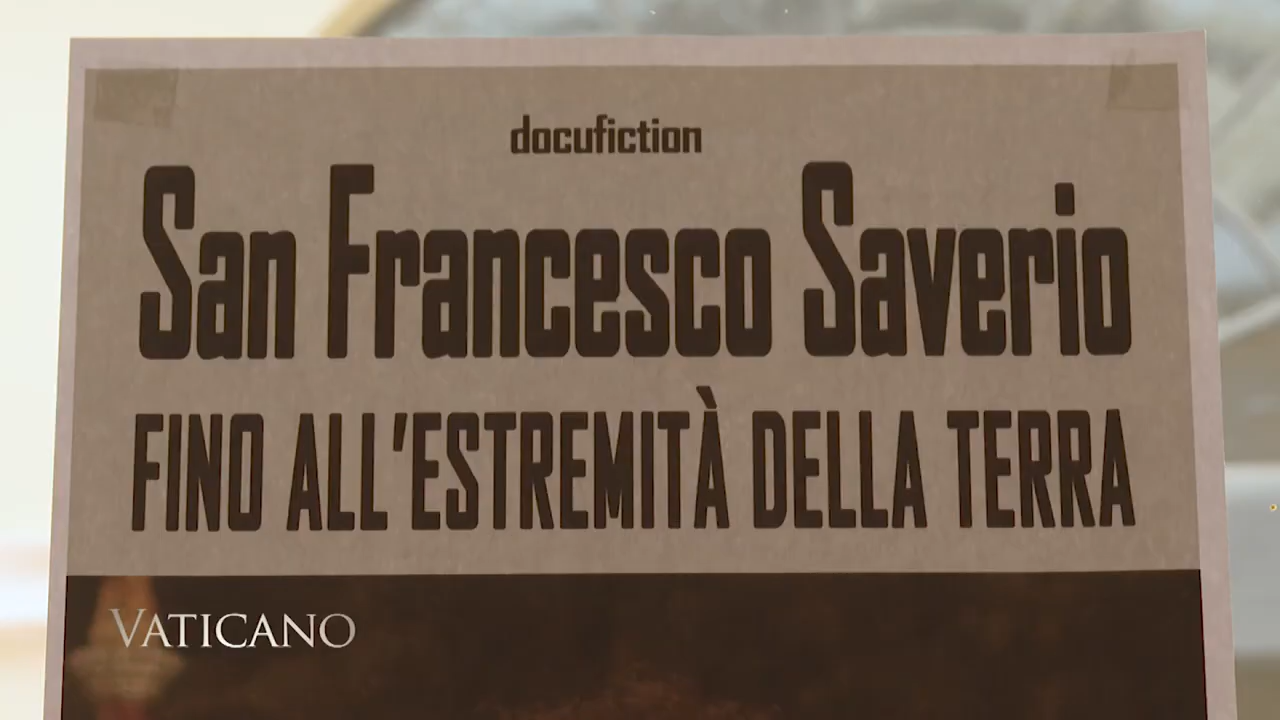 docufiction
San Francesco Saverio
FINO ALL'ESTREMITÀ DELLA TERRA
VATICANO